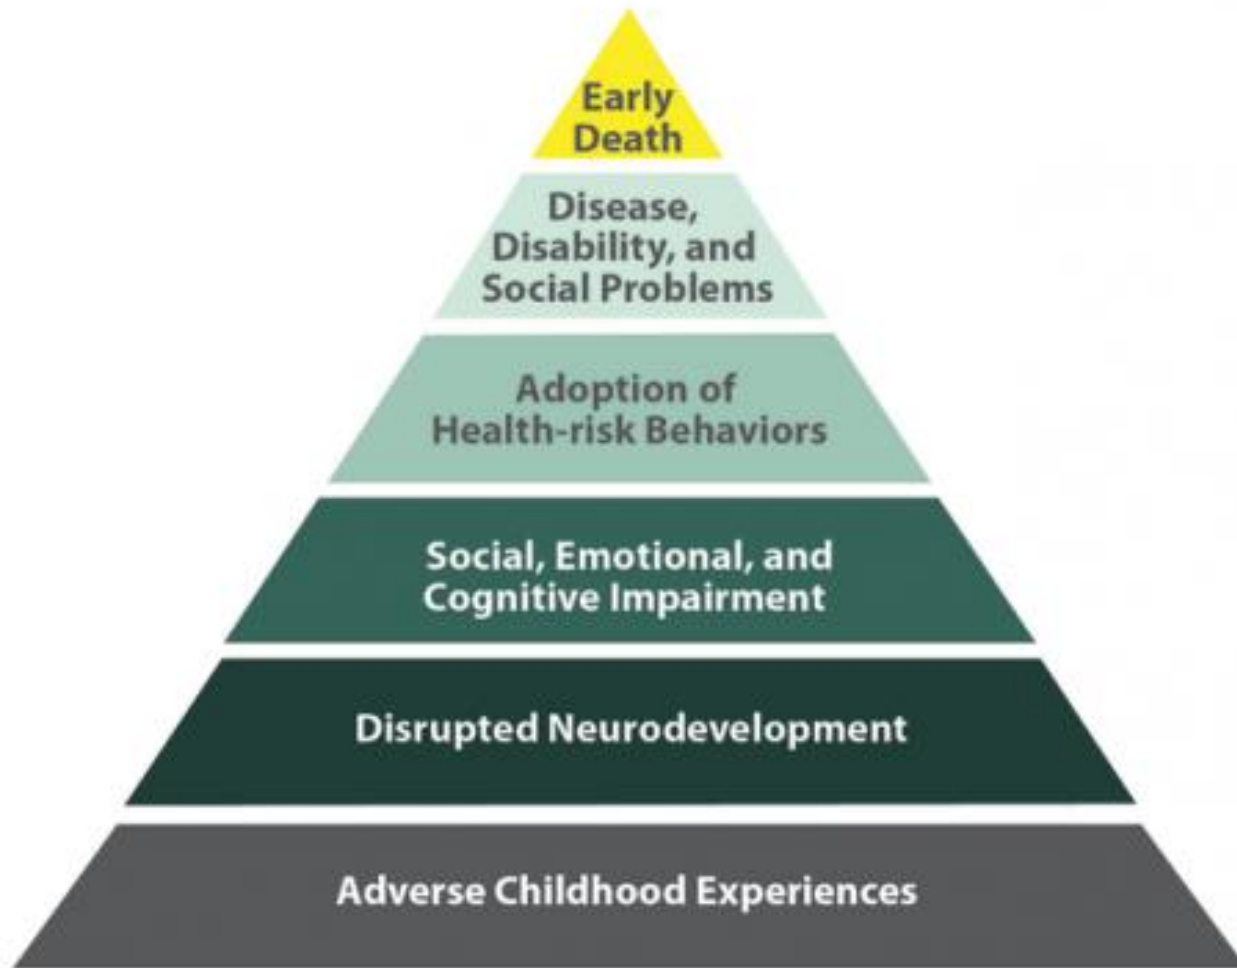 Early
Death
Disease,
Disability, and
Social Problems
Adoption of
Health-risk Behaviors
Social, Emotional, and
Cognitive Impairment
Disrupted Neurodevelopment
Adverse Childhood Experiences